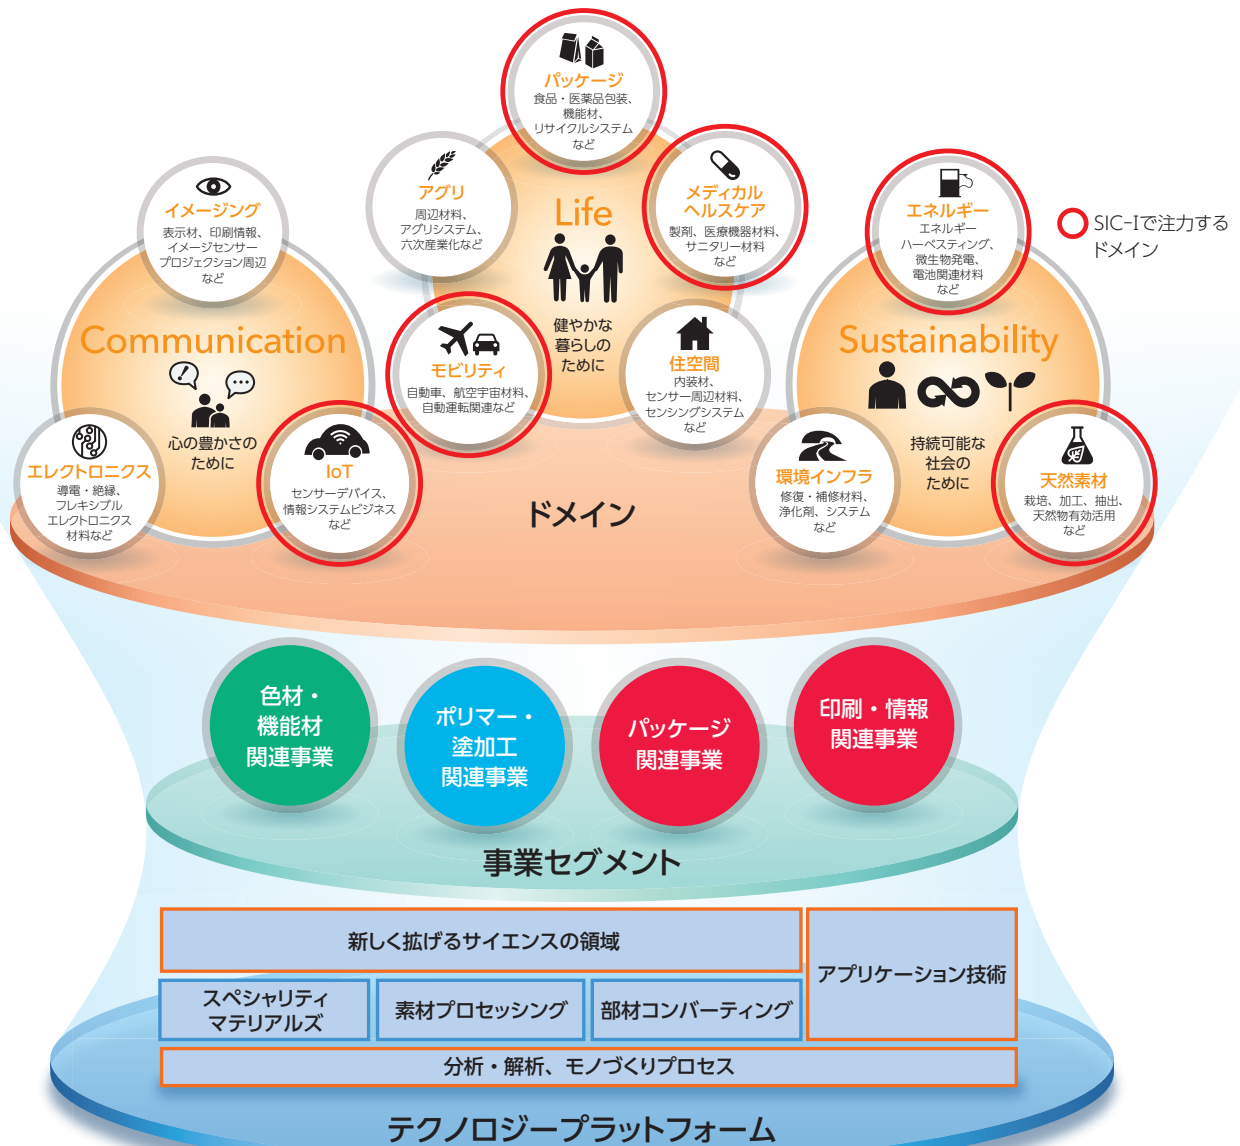 パッケージ
食品・医薬品包装、
機能材、
リサイクルシステム
など
アグリ
周辺材料、
アグリシステム、
六次産業化など
Life
健やかな
暮らしの
ために
メディカル
ヘルスケア
製剤、医療機器材料、
サニタリー材料
など
モビリティ
自動車、航空宇宙材料、
自動運転関連など
住空間
内装材、
センサー周辺材料、
センシングシステム
など
イメージング
表示材、印刷情報、
イメージセンサー
プロジェクション周辺
など
Communication
心の豊かさの
ために
エレクトロニクス
導電・絶縁、
フレキシブル
エレクトロニクス
材料など
IoT
センサーデバイス、
情報システムビジネス
など
エネルギー
エネルギー
ハーベスティング、
微生物発電、
電池関連材料
など
Sustainability
持続可能な
社会の
ために
環境インフラ
修復・補修材料、
浄化剤、システム
など
天然素材
栽培、加工、抽出、
天然物有効活用
など
SIC-Iで注力する
ドメイン
ドメイン
色材・
機能材
関連事業
ポリマー・
塗加工
関連事業
パッケージ
関連事業
印刷・情報
関連事業
事業セグメント
新しく拡げるサイエンスの領域
アプリケーション技術
スペシャリティ
マテリアルズ
素材プロセッシング
部材コンバーティング
分析・解析、モノづくりプロセス
テクノロジープラットフォーム